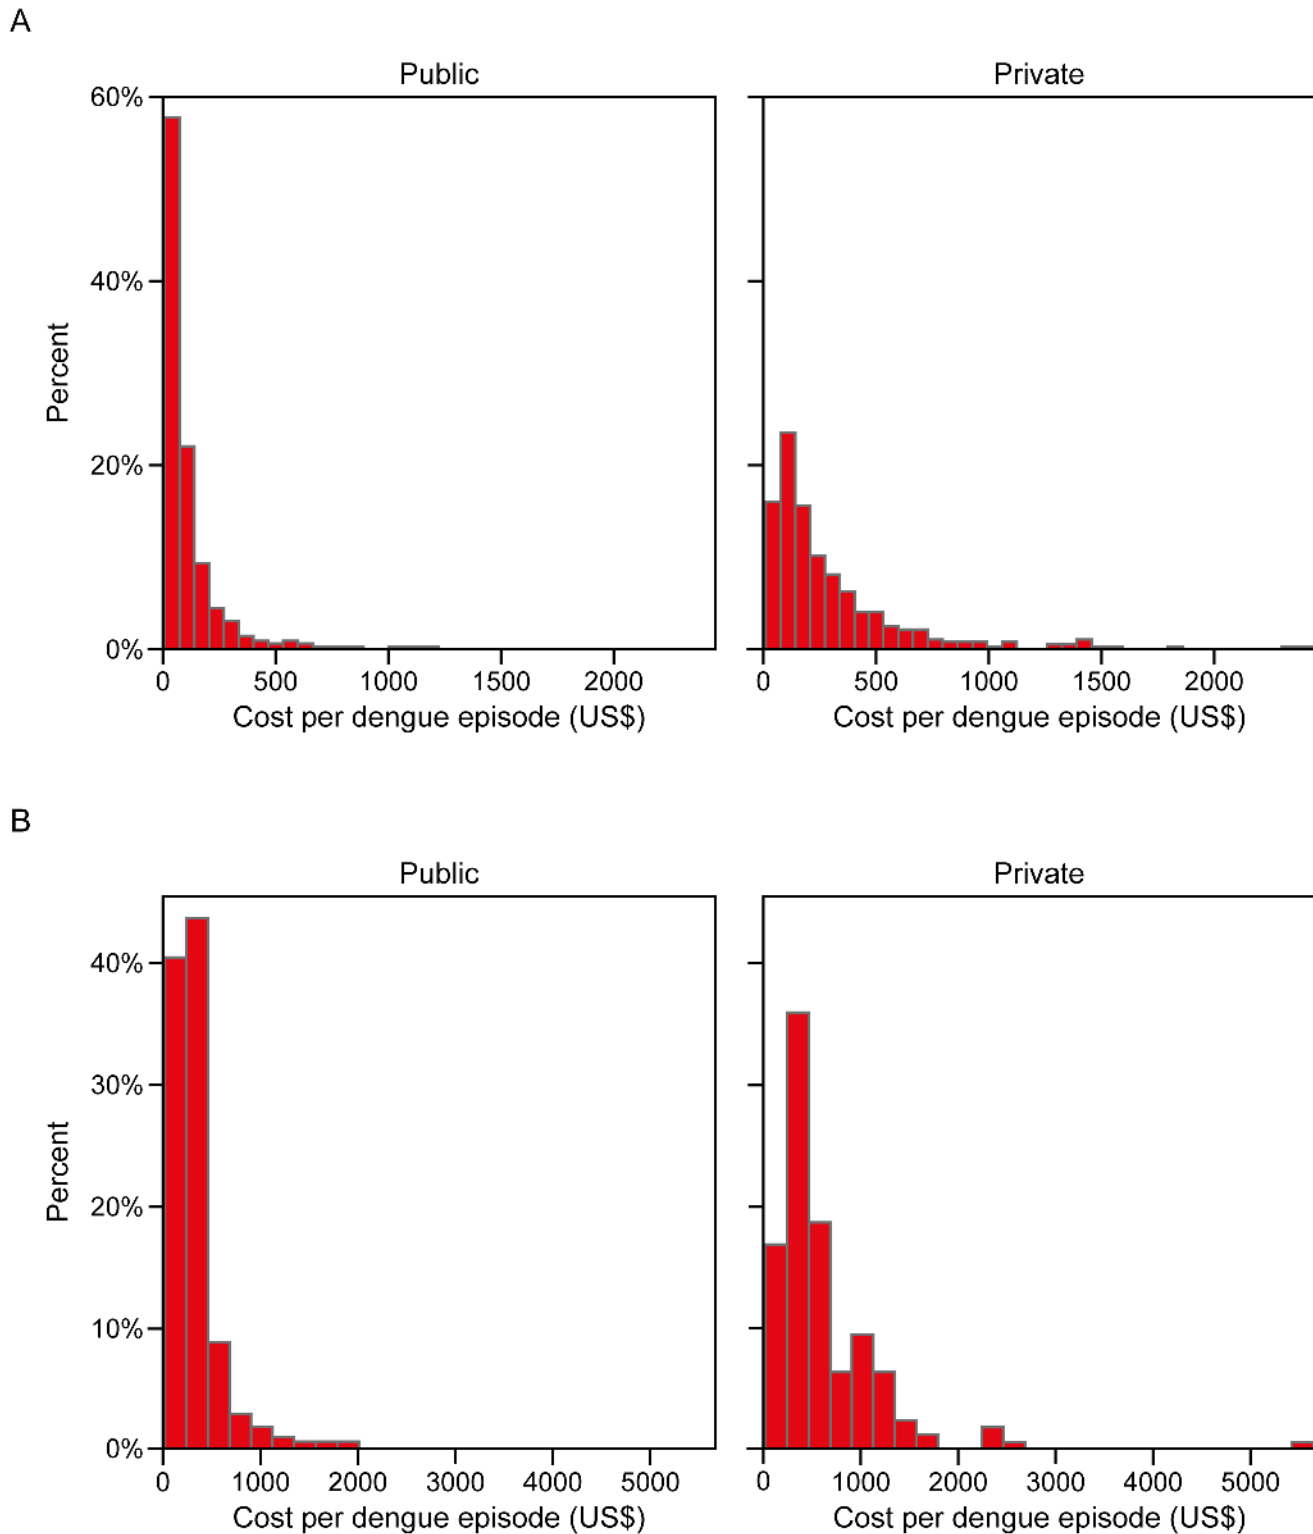 A
Public
Private
60%
40%
20%
0%
Percent
0 500 1000 1500 2000
0 500 1000 1500 2000
Cost per dengue episode (US$)
Cost per dengue episode (US$)
B
Public
Private
40%
30%
20%
10%
0%
Percent
0 1000 2000 3000 4000 5000
0 1000 2000 3000 4000 5000
Cost per dengue episode (US$)
Cost per dengue episode (US$)